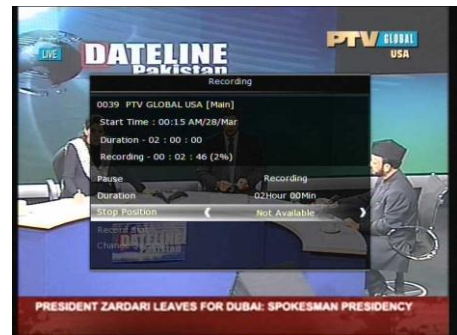 LIVE
DATELINE
Pakistan
PTV GLOBAL
USA
Recording
0039 PTV GLOBAL USA [Main]
Start Time : 00:15 AM/28/Mar
Duration - 02 : 00 : 00
Recording - 00 : 02 : 46 (2%)
Pause Recording
Duration 02Hour 00Min
Stop Position Not Available
PRESIDENT ZARDARI LEAVES FOR DUBAI: SPOKESMAN PRESIDENCY